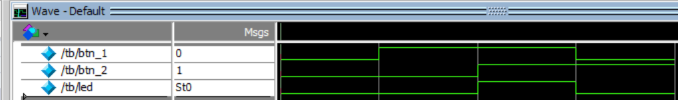 Wave - Default
Msgs
/tb/btn_1 0
/tb/btn_2 1
/tb/led St0